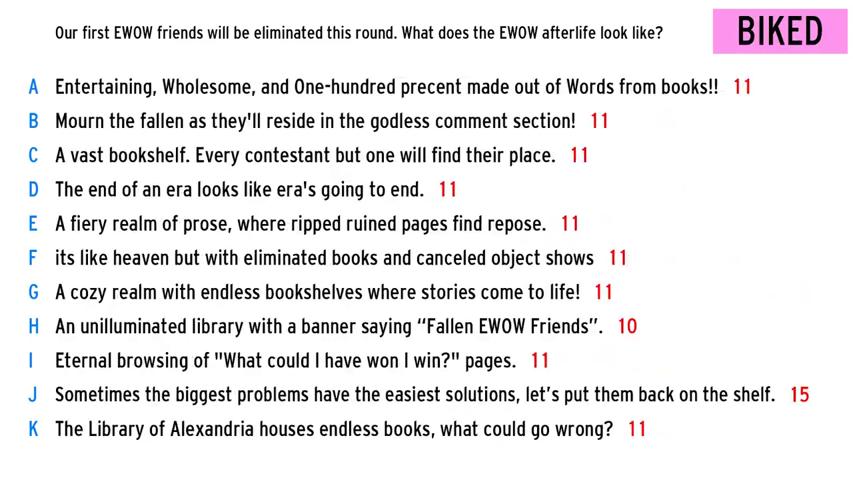 Our first EWOW friends will be eliminated this round. What does the EWOW afterlife look like?
BIKED
A Entertaining, Wholesome, and One-hundred precent made out of Words from books!! 11
B Mourn the fallen as they'll reside in the godless comment section! 11
C A vast bookshelf. Every contestant but one will find their place. 11
D The end of an era looks like era's going to end. 11
E A fiery realm of prose, where ripped ruined pages find repose. 11
F its like heaven but with eliminated books and canceled object shows 11
G A cozy realm with endless bookshelves where stories come to life! 11
H An unilluminated library with a banner saying “Fallen EWOW Friends”. 10
I Eternal browsing of "What could I have won I win?" pages. 11
J Sometimes the biggest problems have the easiest solutions, let’s put them back on the shelf. 15
K The Library of Alexandria houses endless books, what could go wrong? 11